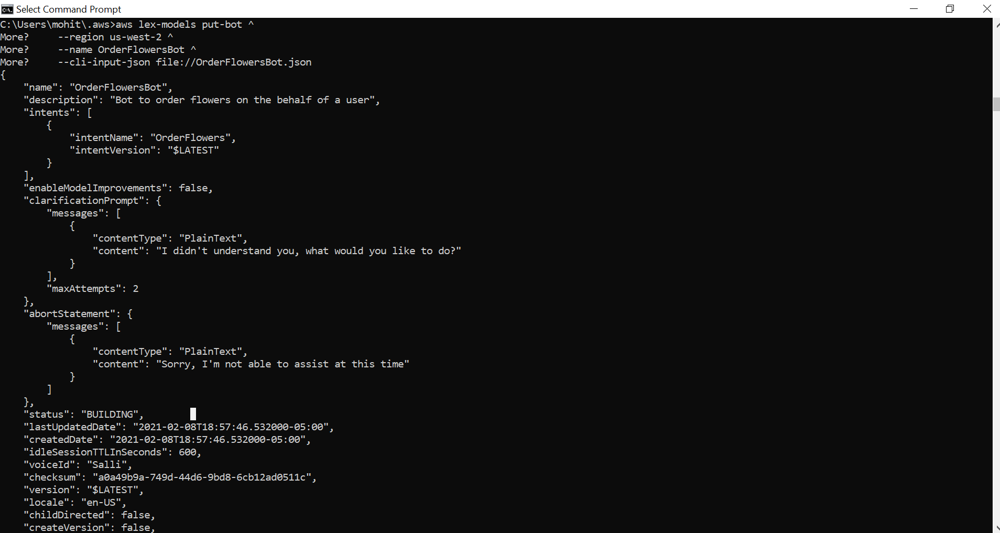 Select Command Prompt
C:\Users\mohit\.aws>aws lex-models put-bot ^
More?     --region us-west-2 ^
More?     --name OrderFlowersBot ^
More?     --cli-input-json file://OrderFlowersBot.json
{
    "name": "OrderFlowersBot",
    "description": "Bot to order flowers on the behalf of a user",
    "intents": [
        {
            "intentName": "OrderFlowers",
            "intentVersion": "$LATEST"
        }
    ],
    "enableModelImprovements": false,
    "clarificationPrompt": {
        "messages": [
            {
                "contentType": "PlainText",
                "content": "I didn't understand you, what would you like to do?"
            }
        ],
        "maxAttempts": 2
    },
    "abortStatement": {
        "messages": [
            {
                "contentType": "PlainText",
                "content": "Sorry, I'm not able to assist at this time"
            }
        ]
    },
    "status": "BUILDING",
    "lastUpdatedDate": "2021-02-08T18:57:46.532000-05:00",
    "createdDate": "2021-02-08T18:57:46.532000-05:00",
    "idleSessionTTLInSeconds": 600,
    "voiceId": "Salli",
    "checksum": "a0a49b9a-749d-44d6-9bd8-6cb12ad0511c",
    "version": "$LATEST",
    "locale": "en-US",
    "childDirected": false,
    "createVersion": false,